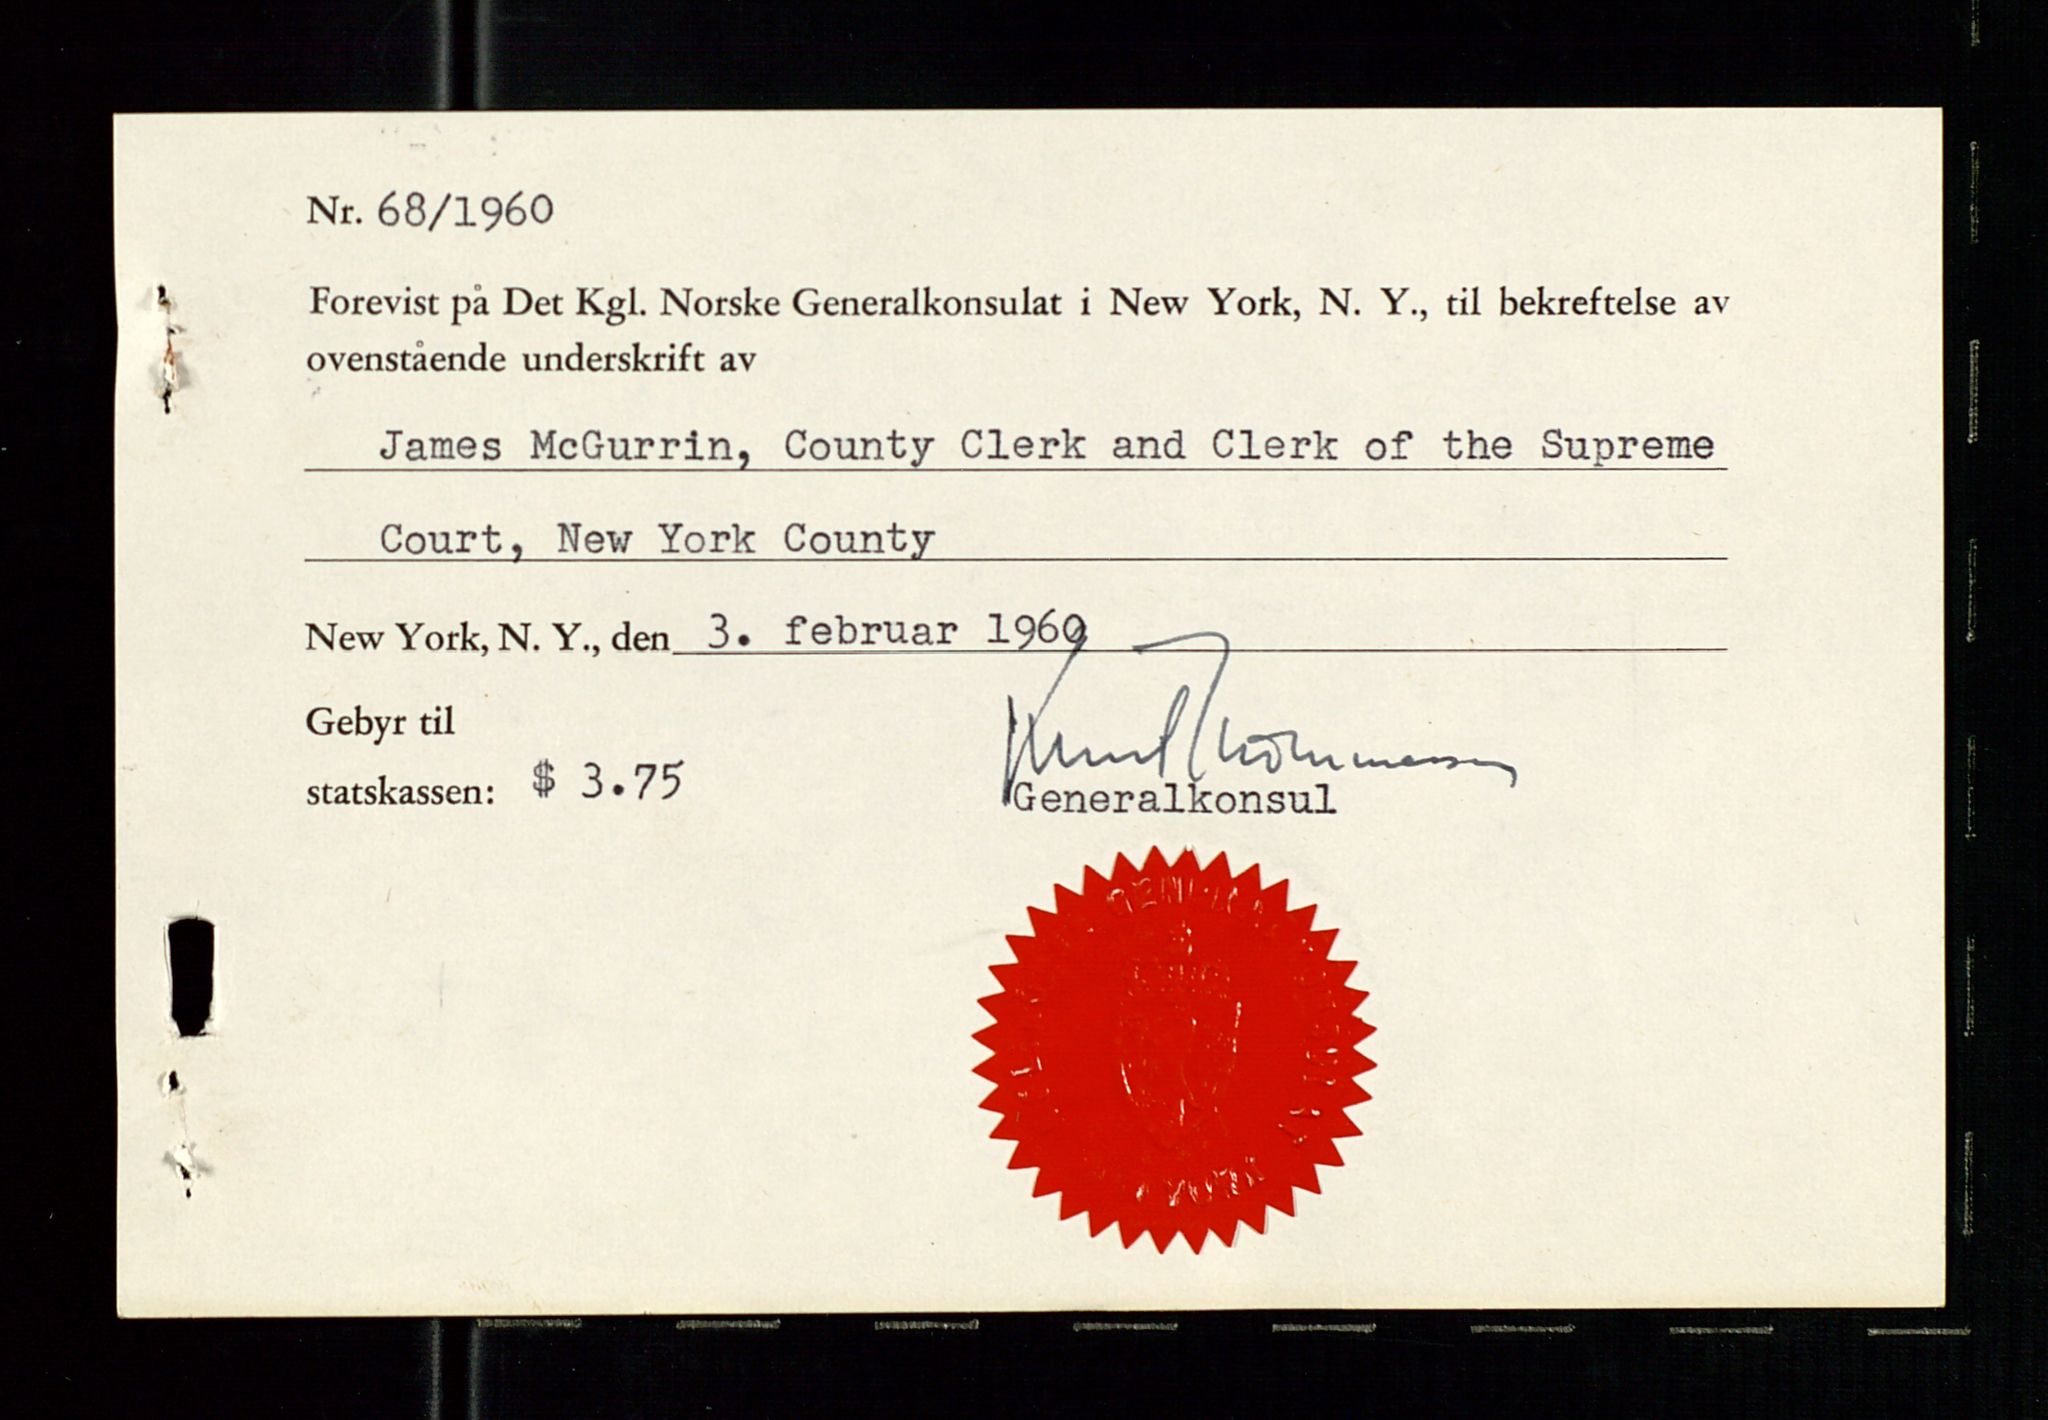 Nr. 68/1960
Forevist på Det Kgl. Norske Generalkonsulat i New York, N. Y., til bekreftelse av
ovenstående underskrift av
James McGurrin, County Clerk and Clerk of the Supreme
Court, New York County
New York, N. Y., den 3. februar 1960
Gebyr til
statskassen: $ 3.75
Knut Thommessen
Generalkonsul